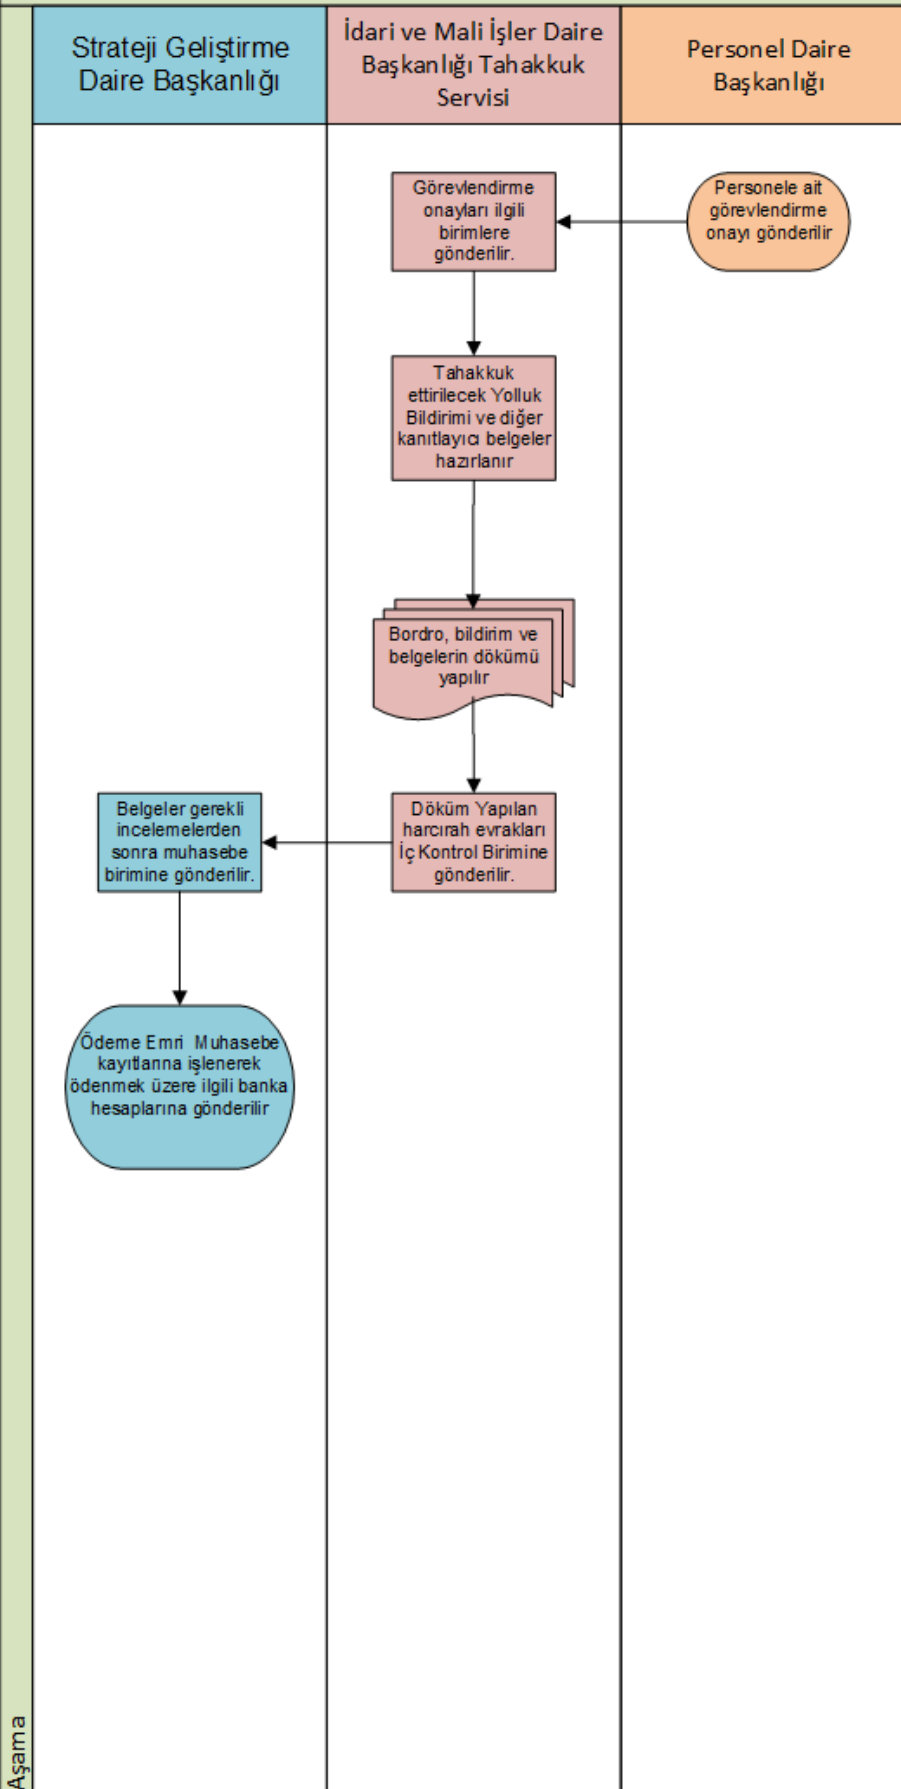 Strateji Geliştirme
Daire Başkanlığı
İdari ve Mali İşler Daire
Başkanlığı Tahakkuk
Servisi
Personel Daire
Başkanlığı
Personele ait
görevlendirme
onayı gönderilir
Görevlendirme
onayları ilgili
birimlere
gönderilir.
Tahakkuk
ettirilecek Yolluk
Bildirimi ve diğer
kanıtlayıcı belgeler
hazırlanır
Bordro, bildirim ve
belgelerin dökümü
yapılır
Döküm Yapılan
harcırah evrakları
İç Kontrol Birimine
gönderilir.
Belgeler gerekli
incelemelerden
sonra muhasebe
birimine gönderilir.
Ödeme Emri Muhasebe
kayıtlarına işlenerek
ödenmek üzere ilgili banka
hesaplarına gönderilir
Aşama